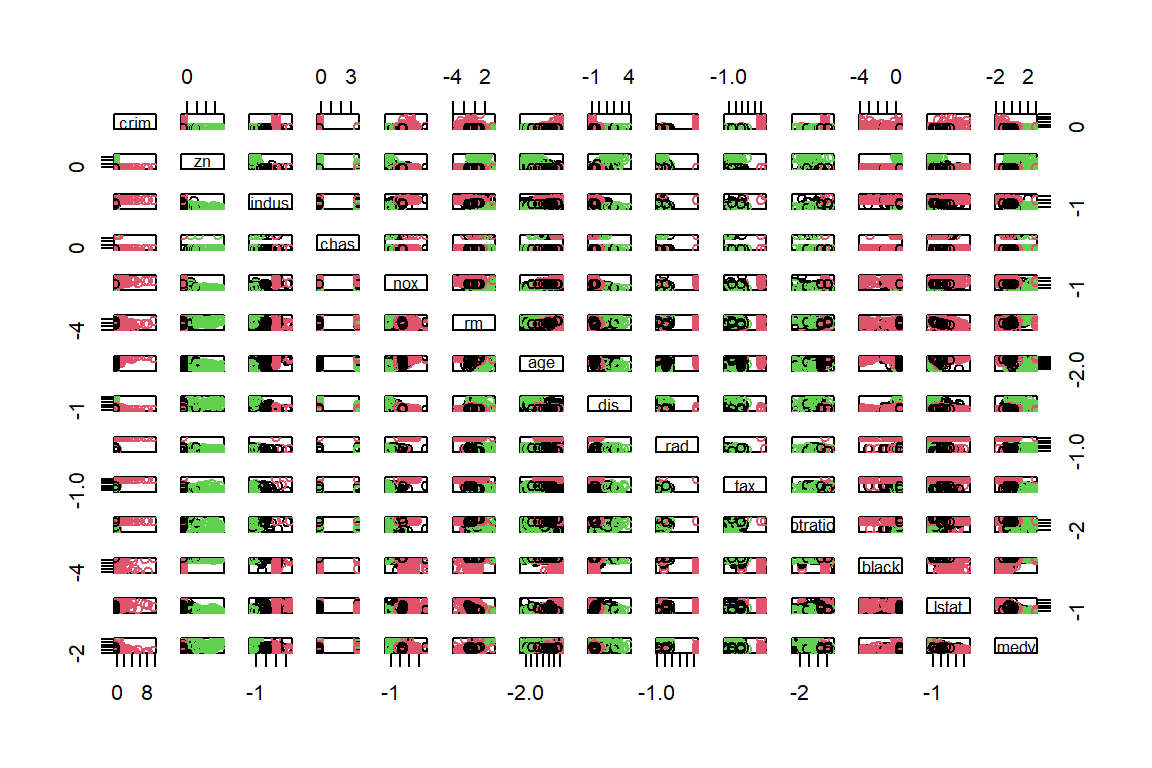 0 0 3 -4 2 -1 4 -1.0 -4 0 -2 2
crim 0
0 zn
indus -1
0 chas
nox -1
-4 rm
age -2.0
-1 dis
rad -1.0
-1.0 tax
ptratio -2
-4 black
lstat -1
-2 medv
0 8 -1 -1 -2.0 -1.0 -2 -1